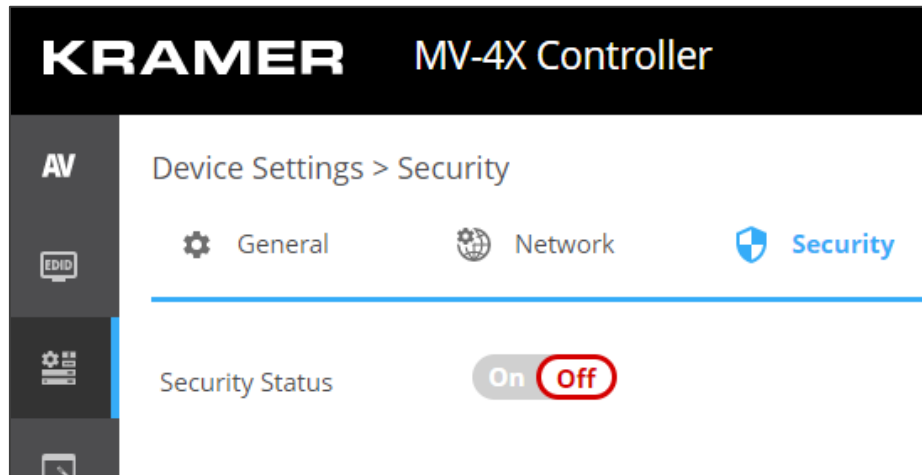 KRAMER MV-4X Controller
AV
Device Settings > Security
General Network Security
EDID
Security Status On Off